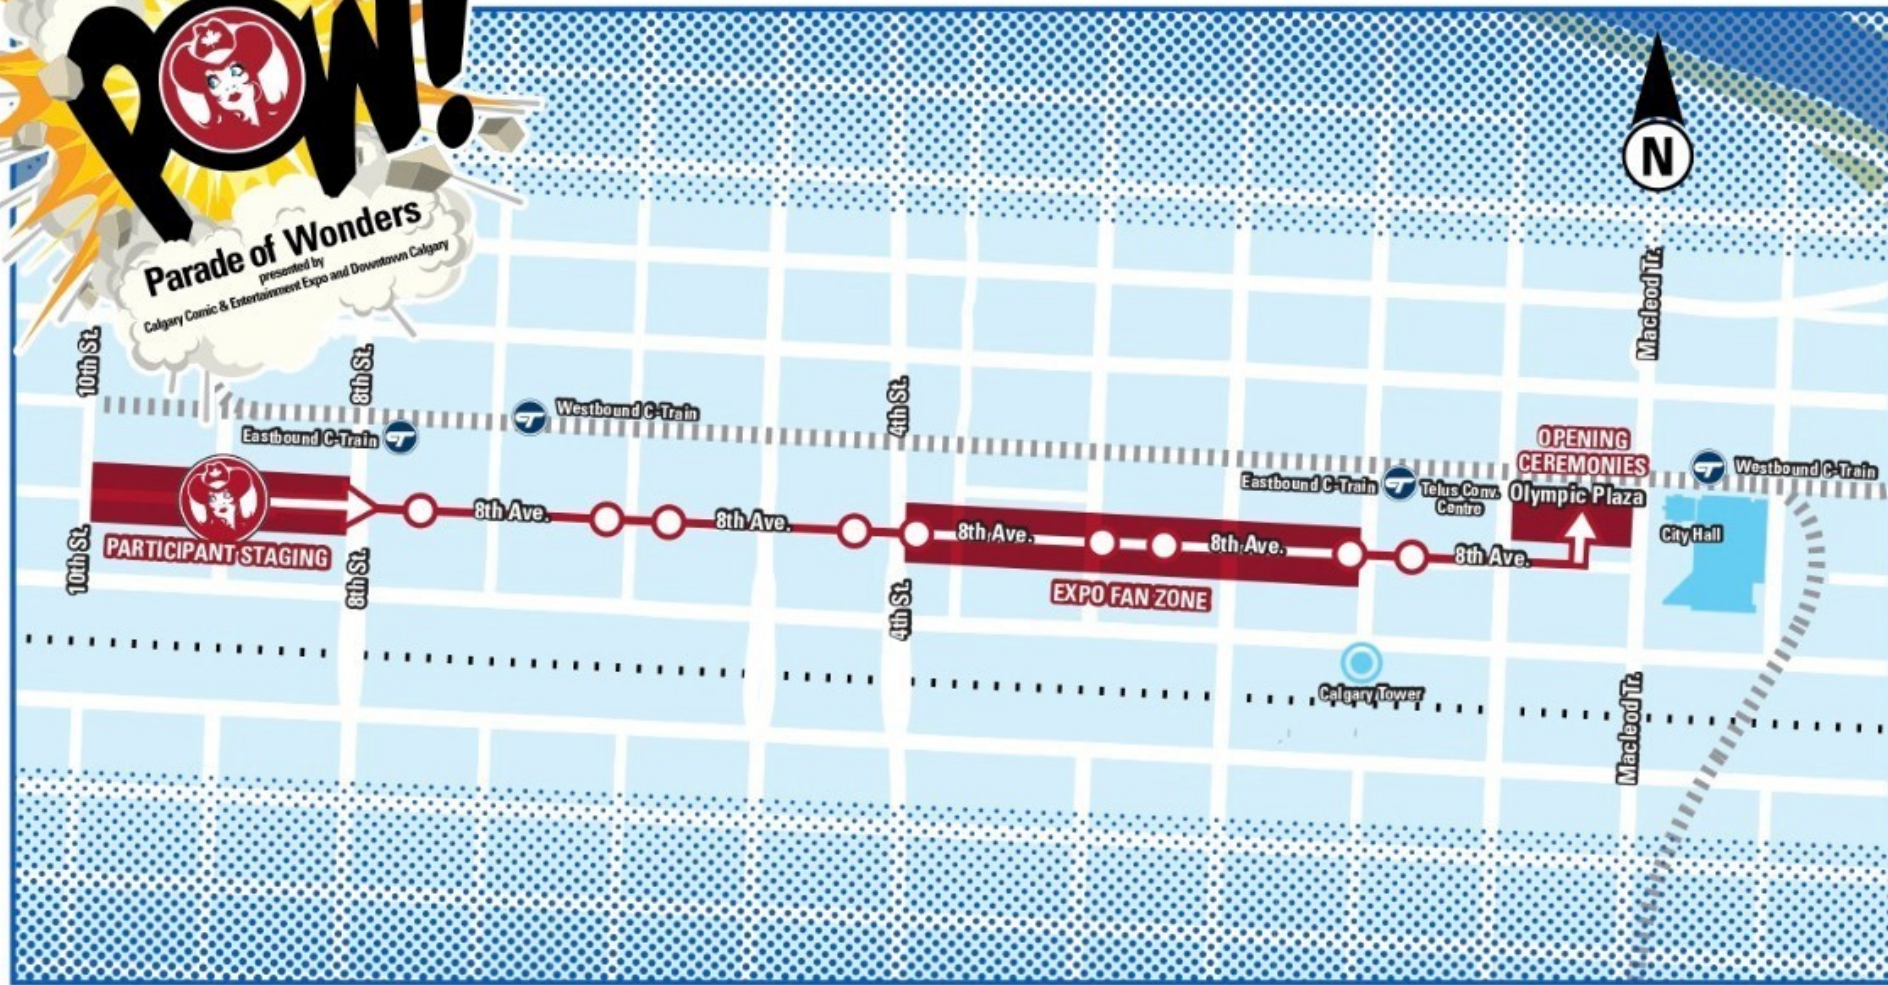 POW!
Parade of Wonders
presented by
Calgary Comic & Entertainment Expo and Downtown Calgary
N
Macleod Tr.
10th St.
8th St.
4th St.
Westbound C-Train
Eastbound C-Train
OPENING
CEREMONIES
Olympic Plaza
Westbound C-Train
Eastbound C-Train
Telus Conv.
Centre
City Hall
8th Ave.
8th Ave.
8th Ave.
8th Ave.
8th Ave.
10th St.
PARTICIPANT STAGING
8th St.
4th St.
EXPO FAN ZONE
Calgary Tower
Macleod Tr.